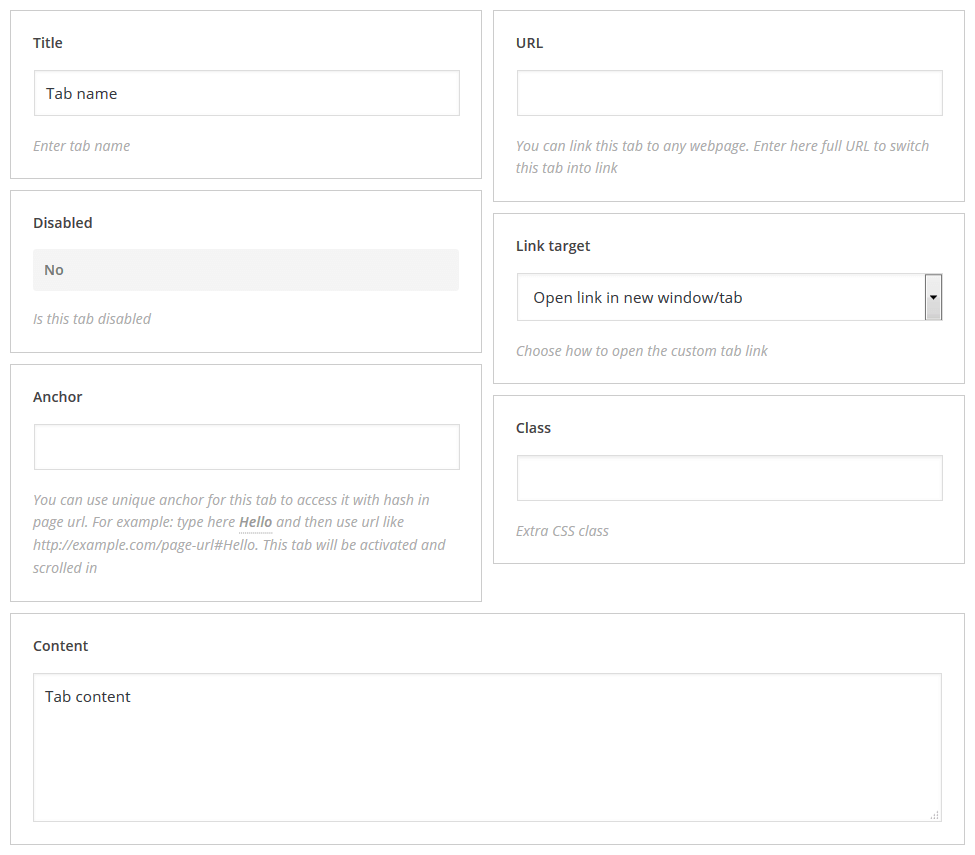 Title
Tab name
Enter tab name
URL
You can link this tab to any webpage. Enter here full URL to switch
this tab into link
Disabled
No
Is this tab disabled
Link target
Open link in new window/tab
Choose how to open the custom tab link
Anchor
You can use unique anchor for this tab to access it with hash in
page url. For example: type here Hello and then use url like
http://example.com/page-url#Hello. This tab will be activated and
scrolled in
Class
Extra CSS class
Content
Tab content